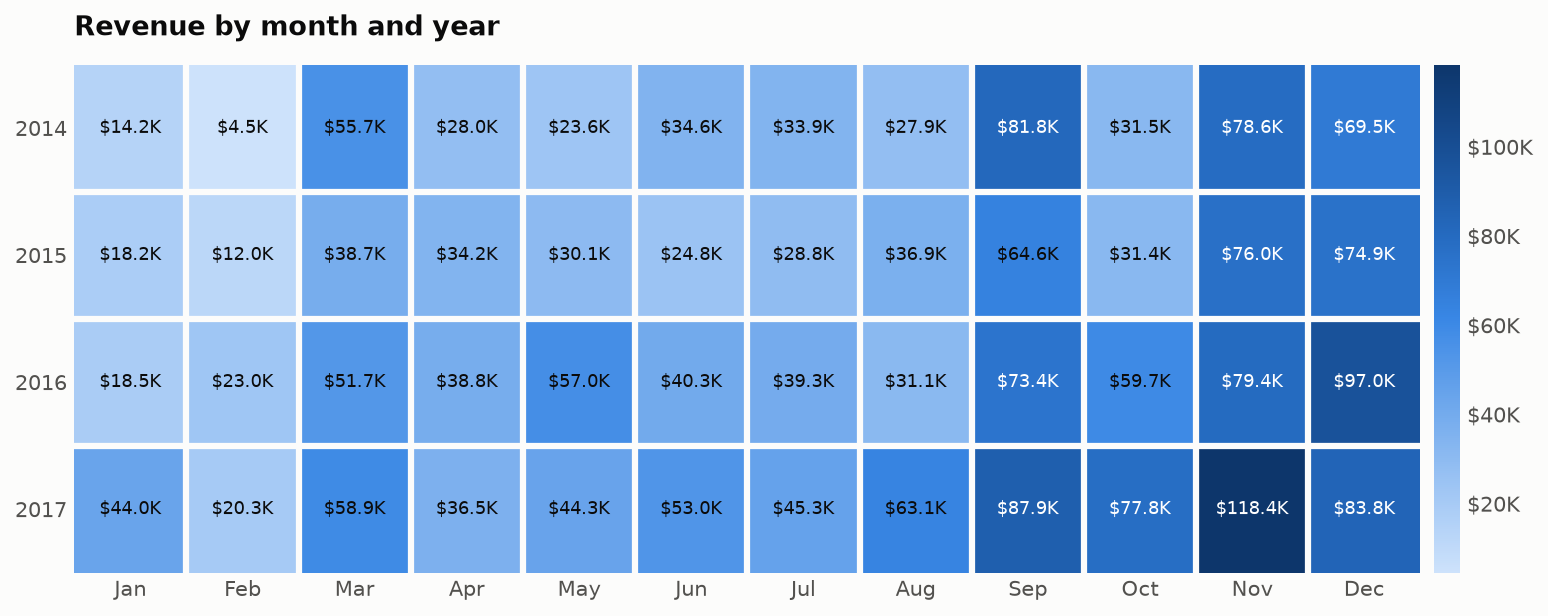 Revenue by month and year
2014 $14.2K $4.5K $55.7K $28.0K $23.6K $34.6K $33.9K $27.9K $81.8K $31.5K $78.6K $69.5K
2015 $18.2K $12.0K $38.7K $34.2K $30.1K $24.8K $28.8K $36.9K $64.6K $31.4K $76.0K $74.9K
2016 $18.5K $23.0K $51.7K $38.8K $57.0K $40.3K $39.3K $31.1K $73.4K $59.7K $79.4K $97.0K
2017 $44.0K $20.3K $58.9K $36.5K $44.3K $53.0K $45.3K $63.1K $87.9K $77.8K $118.4K $83.8K
Jan Feb Mar Apr May Jun Jul Aug Sep Oct Nov Dec
$100K
$80K
$60K
$40K
$20K